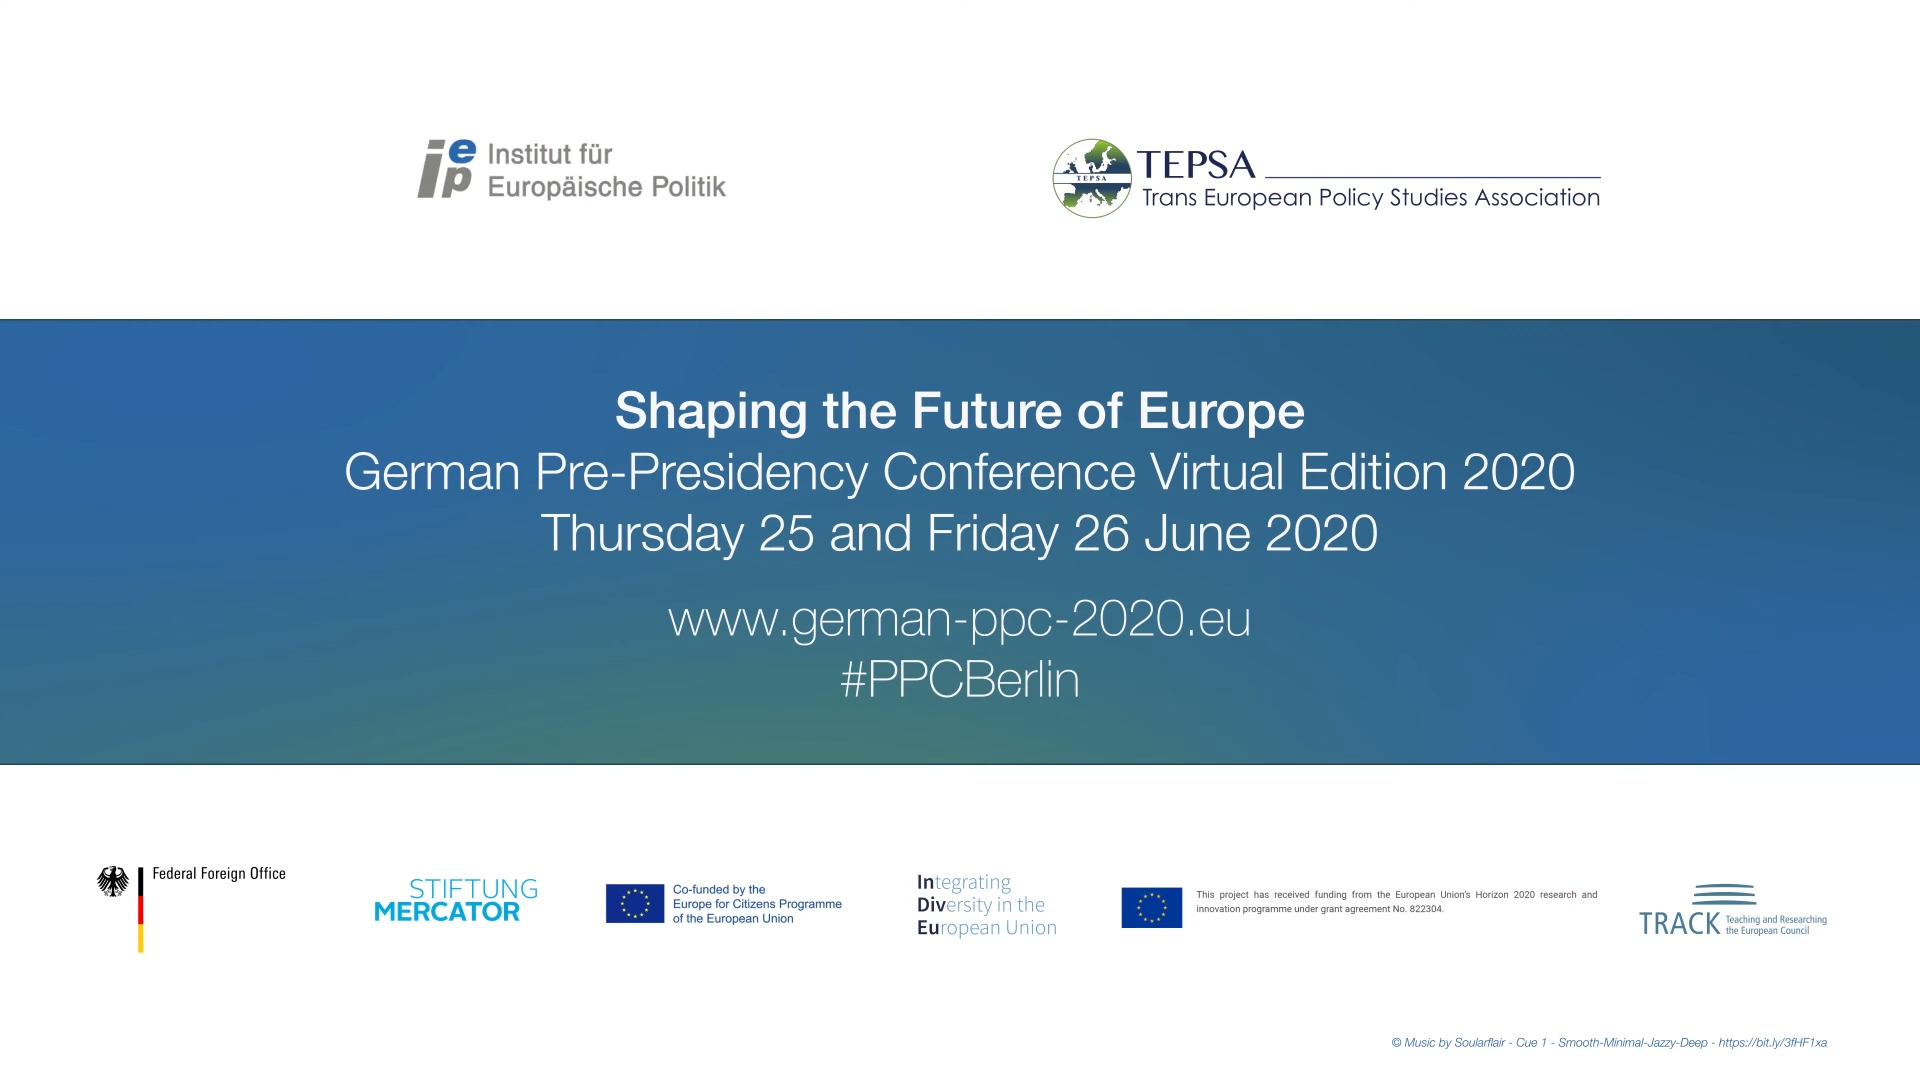 iep Institut für
Europäische Politik
TEPSA
TEPSA
Trans European Policy Studies Association
Shaping the Future of Europe
German Pre-Presidency Conference Virtual Edition 2020
Thursday 25 and Friday 26 June 2020
www.german-ppc-2020.eu
#PPCBerlin
Federal Foreign Office
STIFTUNG
MERCATOR
Co-funded by the
Europe for Citizens Programme
of the European Union
Integrating
Diversity in the
European Union
This project has received funding from the European Union's Horizon 2020 research and
innovation programme under grant agreement No. 822304.
TRACK Teaching and Researching
the European Council
© Music by Soularflair - Cue 1 - Smooth-Minimal-Jazzy-Deep - https://bit.ly/3fHF1xa